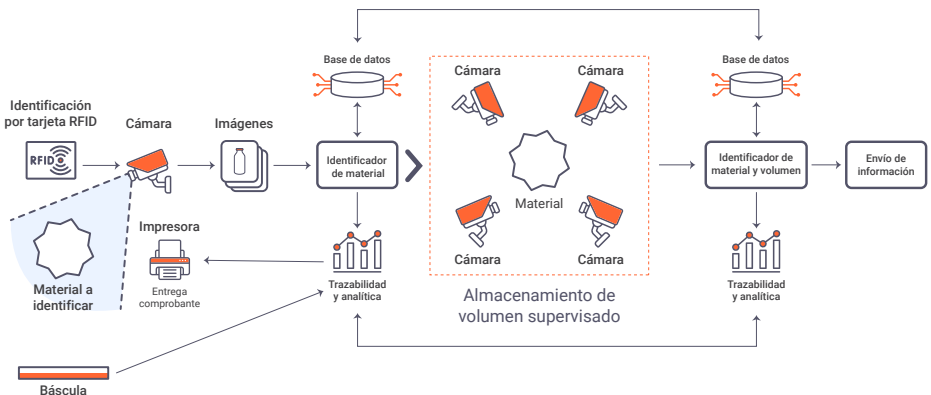 Identificación
por tarjeta RFID
RFID
Cámara
Imágenes
Base de datos
Identificador
de material
Material a
identificar
Impresora
Entrega
comprobante
Trazabilidad
y analítica
Báscula
Cámara
Cámara
Material
Cámara
Cámara
Almacenamiento de
volumen supervisado
Base de datos
Identificador de
material y volumen
Envío de
información
Trazabilidad
y analítica